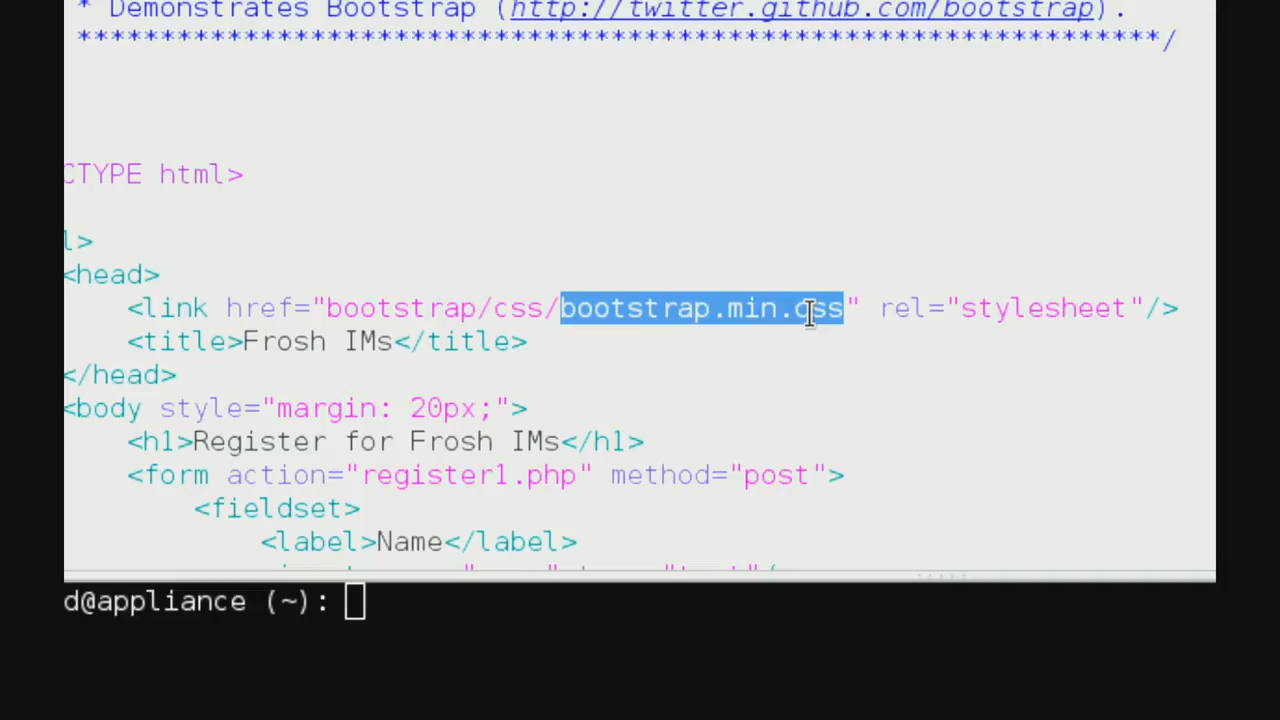 * Demonstrates Bootstrap (http://twitter.github.com/bootstrap).
*****************************************************************/
CTYPE html>
l>
<head>
<link href="bootstrap/css/bootstrap.min.css" rel="stylesheet"/>
<title>Frosh IMs</title>
</head>
<body style="margin: 20px;">
<h1>Register for Frosh IMs</h1>
<form action="register1.php" method="post">
<fieldset>
<label>Name</label>
d@appliance (~):